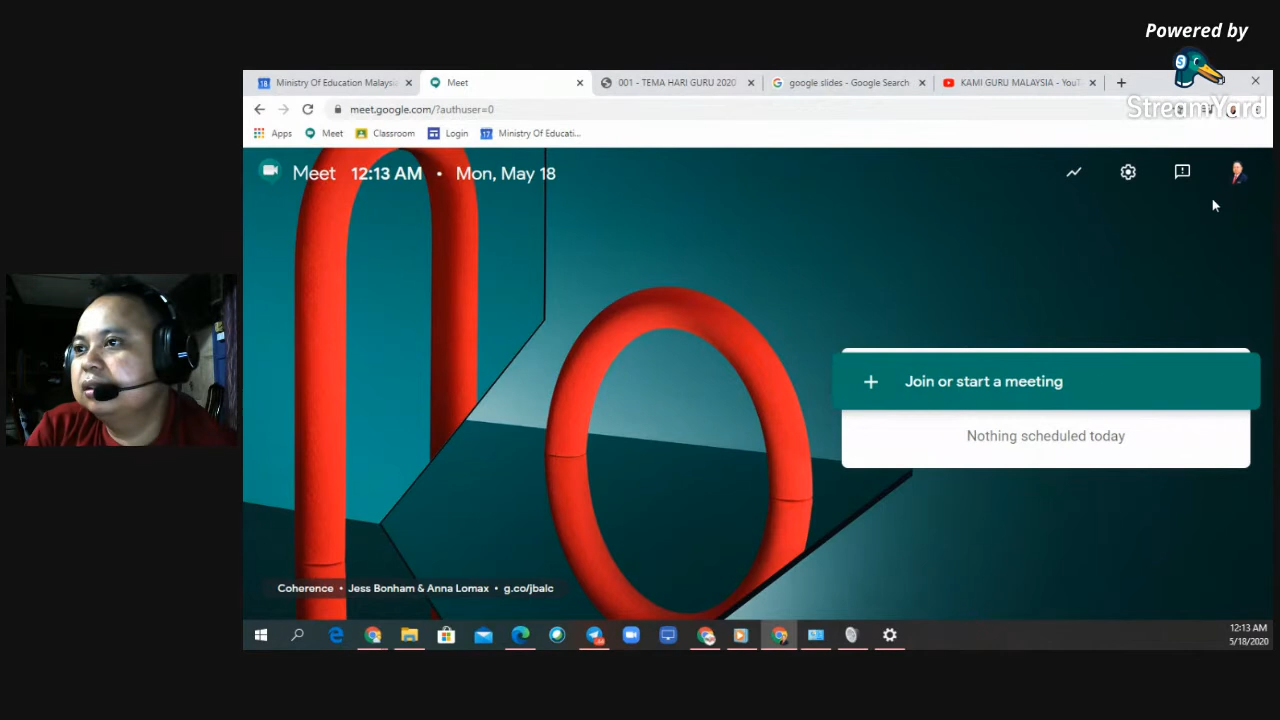 Powered by
StreamYard
Ministry Of Education Malaysi
Meet
001 - TEMA HARI GURU 2020
google slides - Google Search
KAMI GURU MALAYSIA - YouT
meet.google.com/?authuser=0
Apps
Meet
Classroom
Login
Ministry Of Educati...
Meet 12:13 AM • Mon, May 18
Join or start a meeting
Nothing scheduled today
Coherence • Jess Bonham & Anna Lomax • g.co/jbalc
12:13 AM
5/18/2020